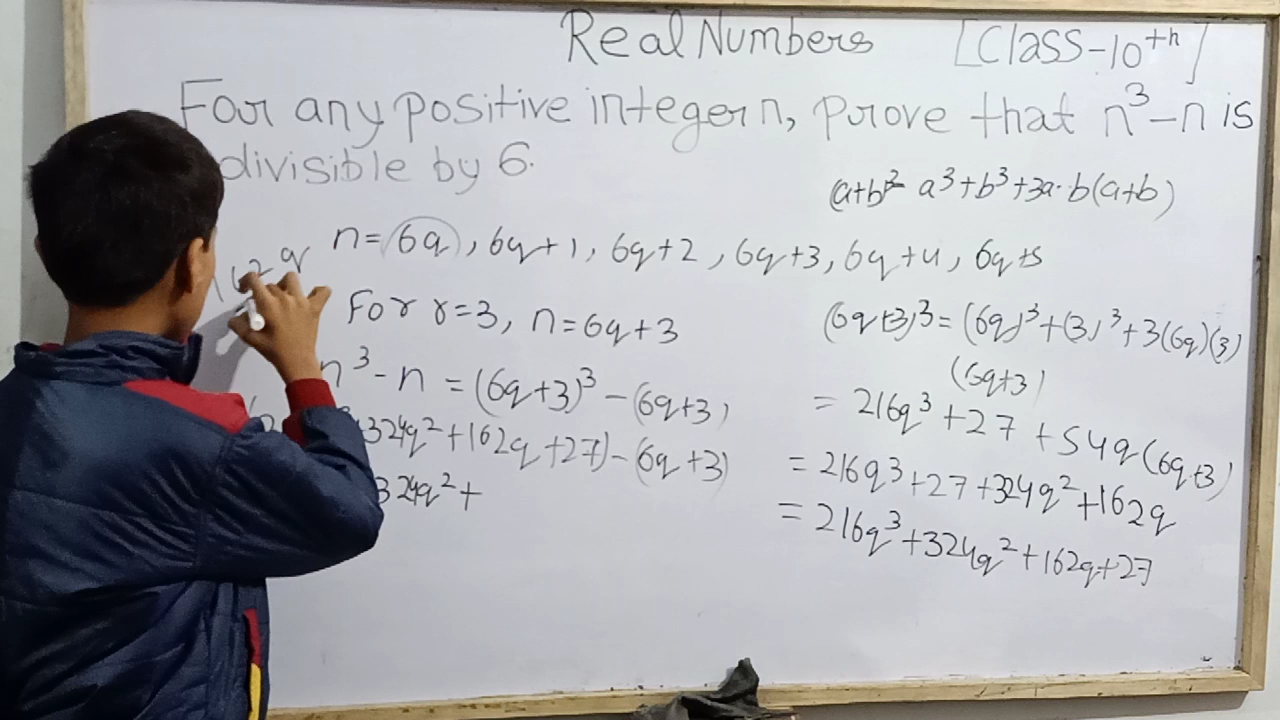 Real Numbers [Class-10th]
For any positive integer n, prove that n³-n is
divisible by 6.
(a+b)²= a³+b³+3a·b(a+b)
n=6q, 6q+1, 6q+2, 6q+3, 6q+4, 6q+5
162q
For r=3, n=6q+3
(6q+3)³=(6q)³+(3)³+3(6q)(3)
(6q+3)
n³-n =(6q+3)³-(6q+3)
= 216q³+27+54q(6q+3)
324q²+162q+27)-(6q+3)
= 216q³+27+324q²+162q
324q²+
= 216q³+324q²+162q+27